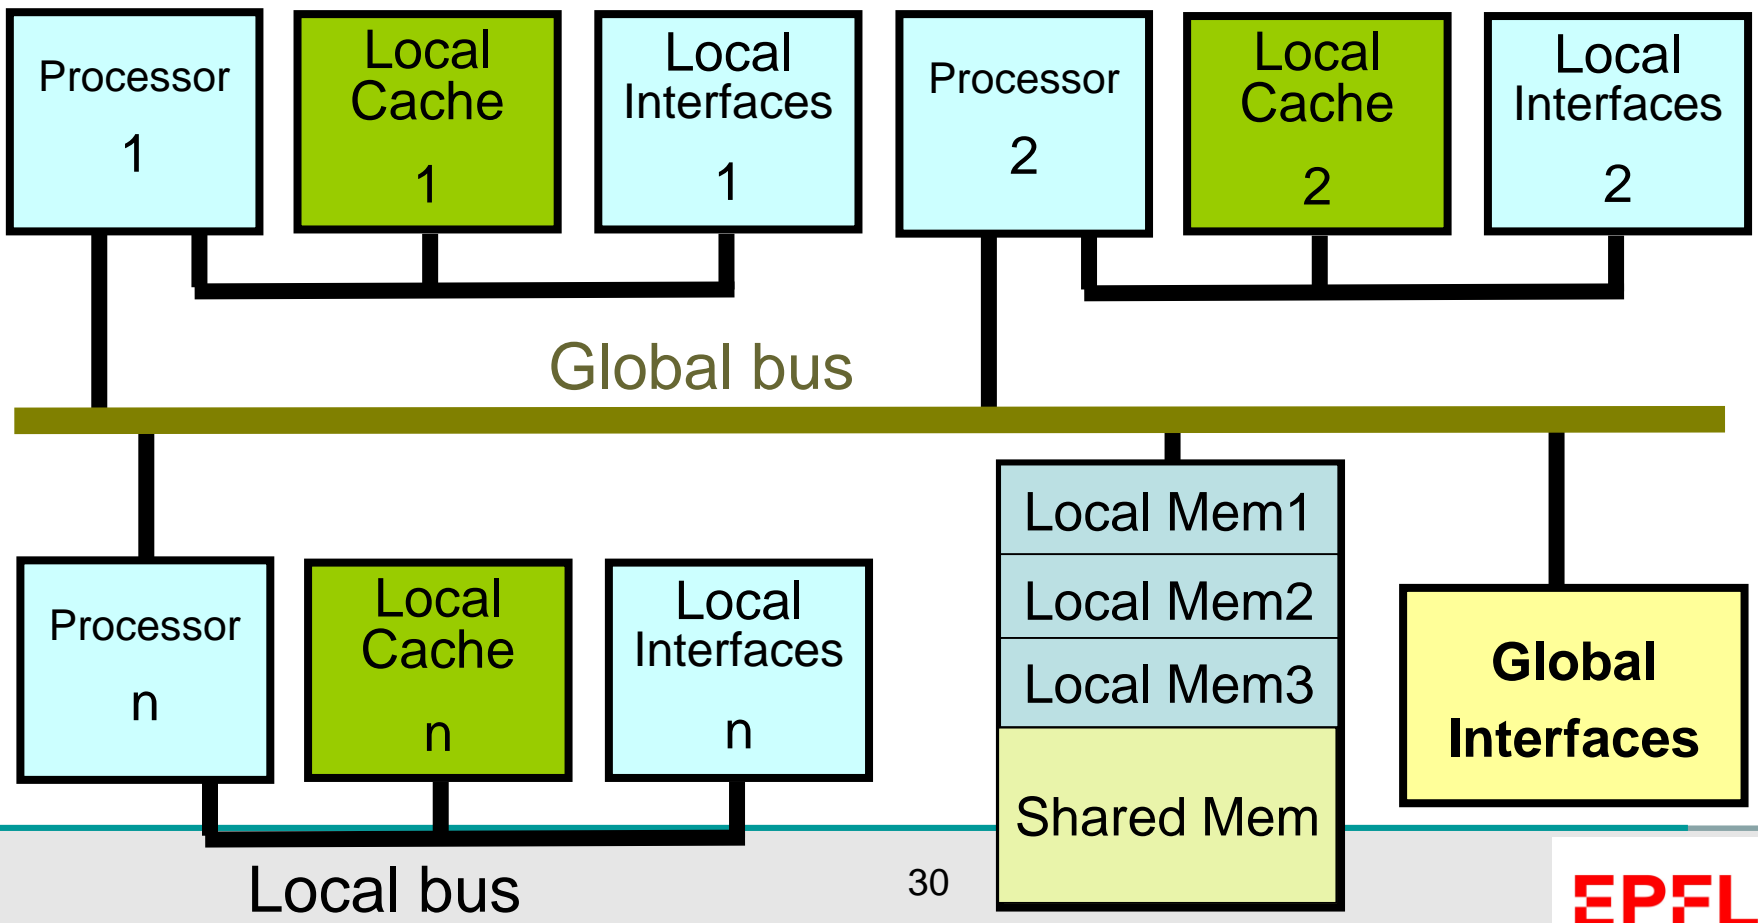 Processor
1
Local
Cache
1
Local
Interfaces
1
Processor
2
Local
Cache
2
Local
Interfaces
2
Global bus
Processor
n
Local
Cache
n
Local
Interfaces
n
Local Mem1
Local Mem2
Local Mem3
Shared Mem
Global
Interfaces
Local bus
30
EPFL